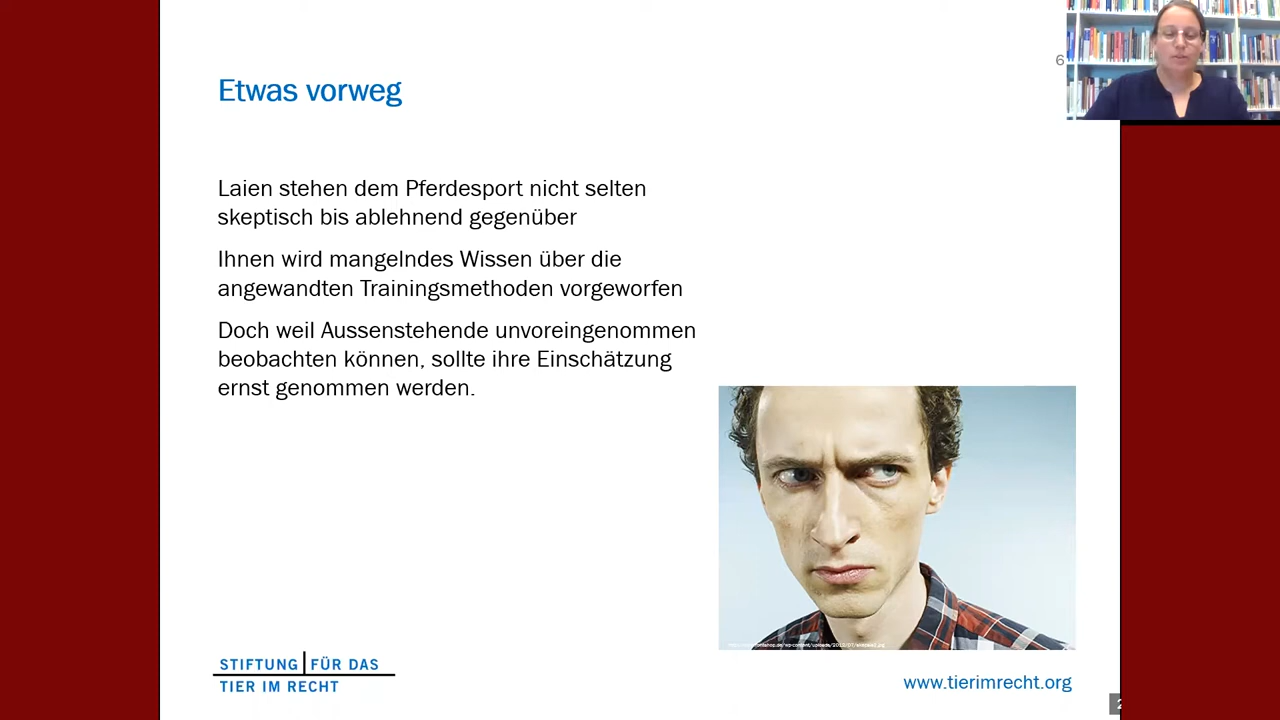 6
Etwas vorweg
Laien stehen dem Pferdesport nicht selten
skeptisch bis ablehnend gegenüber
Ihnen wird mangelndes Wissen über die
angewandten Trainingsmethoden vorgeworfen
Doch weil Aussenstehende unvoreingenommen
beobachten können, sollte ihre Einschätzung
ernst genommen werden.
STIFTUNG FÜR DAS
TIER IM RECHT
www.tierimrecht.org